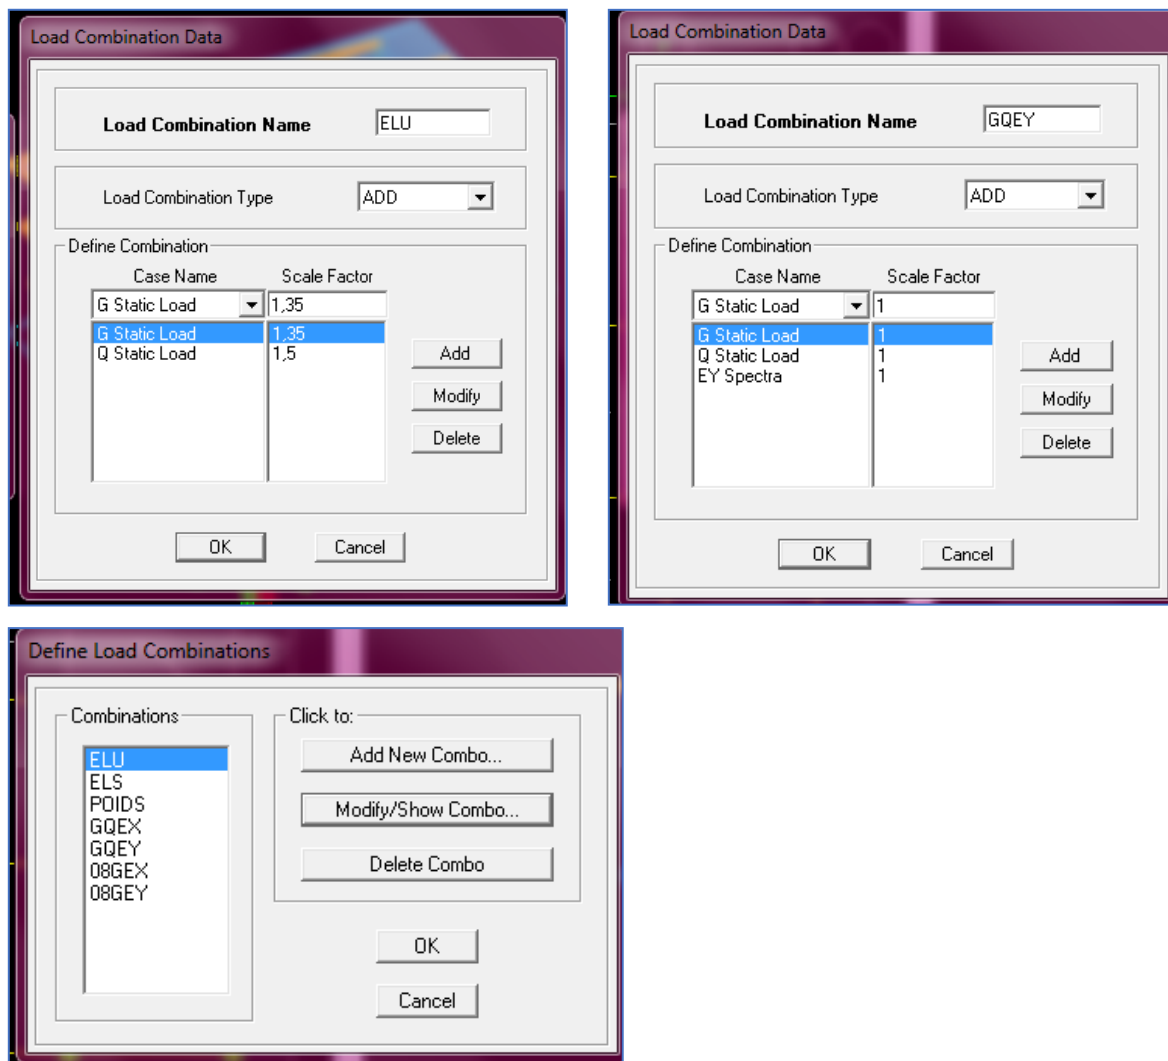 Load Combination Data
Load Combination Name ELU
Load Combination Type ADD
Define Combination
Case Name Scale Factor
G Static Load 1,35
G Static Load 1,35
Q Static Load 1,5
Add
Modify
Delete
OK Cancel
Load Combination Data
Load Combination Name GQEY
Load Combination Type ADD
Define Combination
Case Name Scale Factor
G Static Load 1
G Static Load 1
Q Static Load 1
EY Spectra 1
Add
Modify
Delete
OK Cancel
Define Load Combinations
Combinations
ELU
ELS
POIDS
GQEX
GQEY
08GEX
08GEY
Click to:
Add New Combo...
Modify/Show Combo...
Delete Combo
OK
Cancel